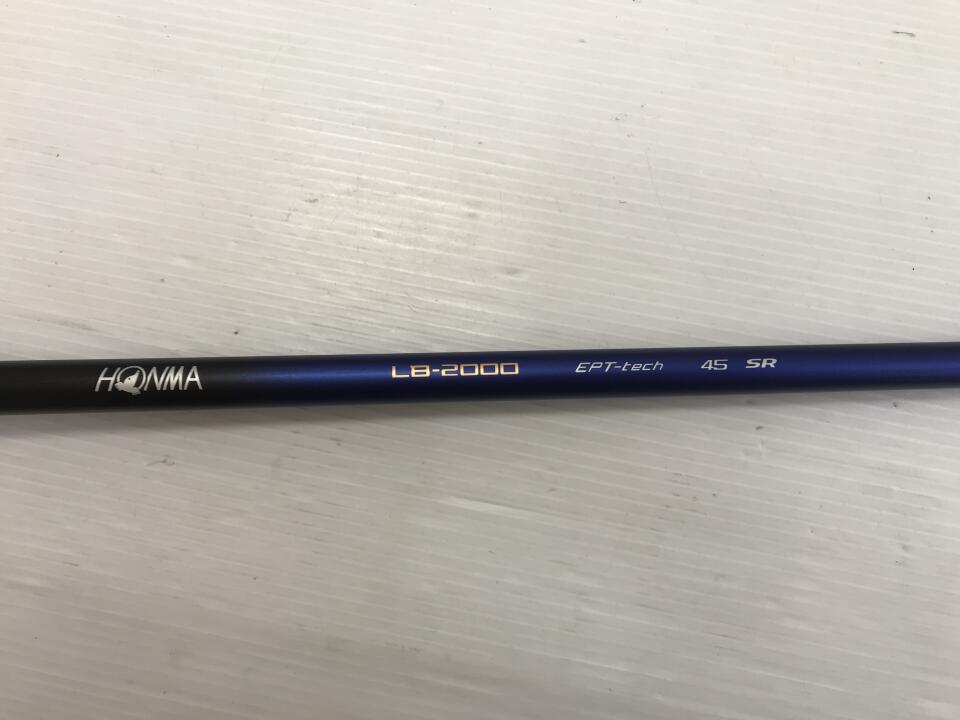 HONMA LB-2000 EPT-tech 45 SR